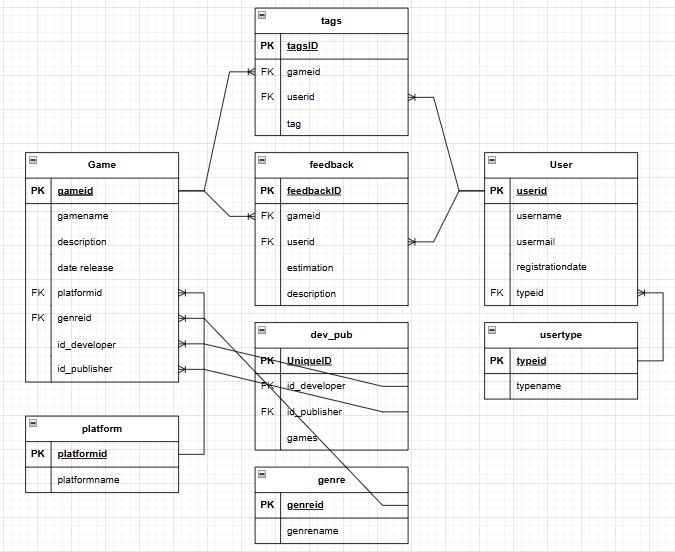 tags
PK tagsID
FK gameid
FK userid
tag
Game
PK gameid
gamename
description
date release
FK platformid
FK genreid
id_developer
id_publisher
feedback
PK feedbackID
FK gameid
FK userid
estimation
description
User
PK userid
username
usermail
registrationdate
FK typeid
dev_pub
PK UniqueID
FK id_developer
FK id_publisher
games
usertype
PK typeid
typename
platform
PK platformid
platformname
genre
PK genreid
genrename